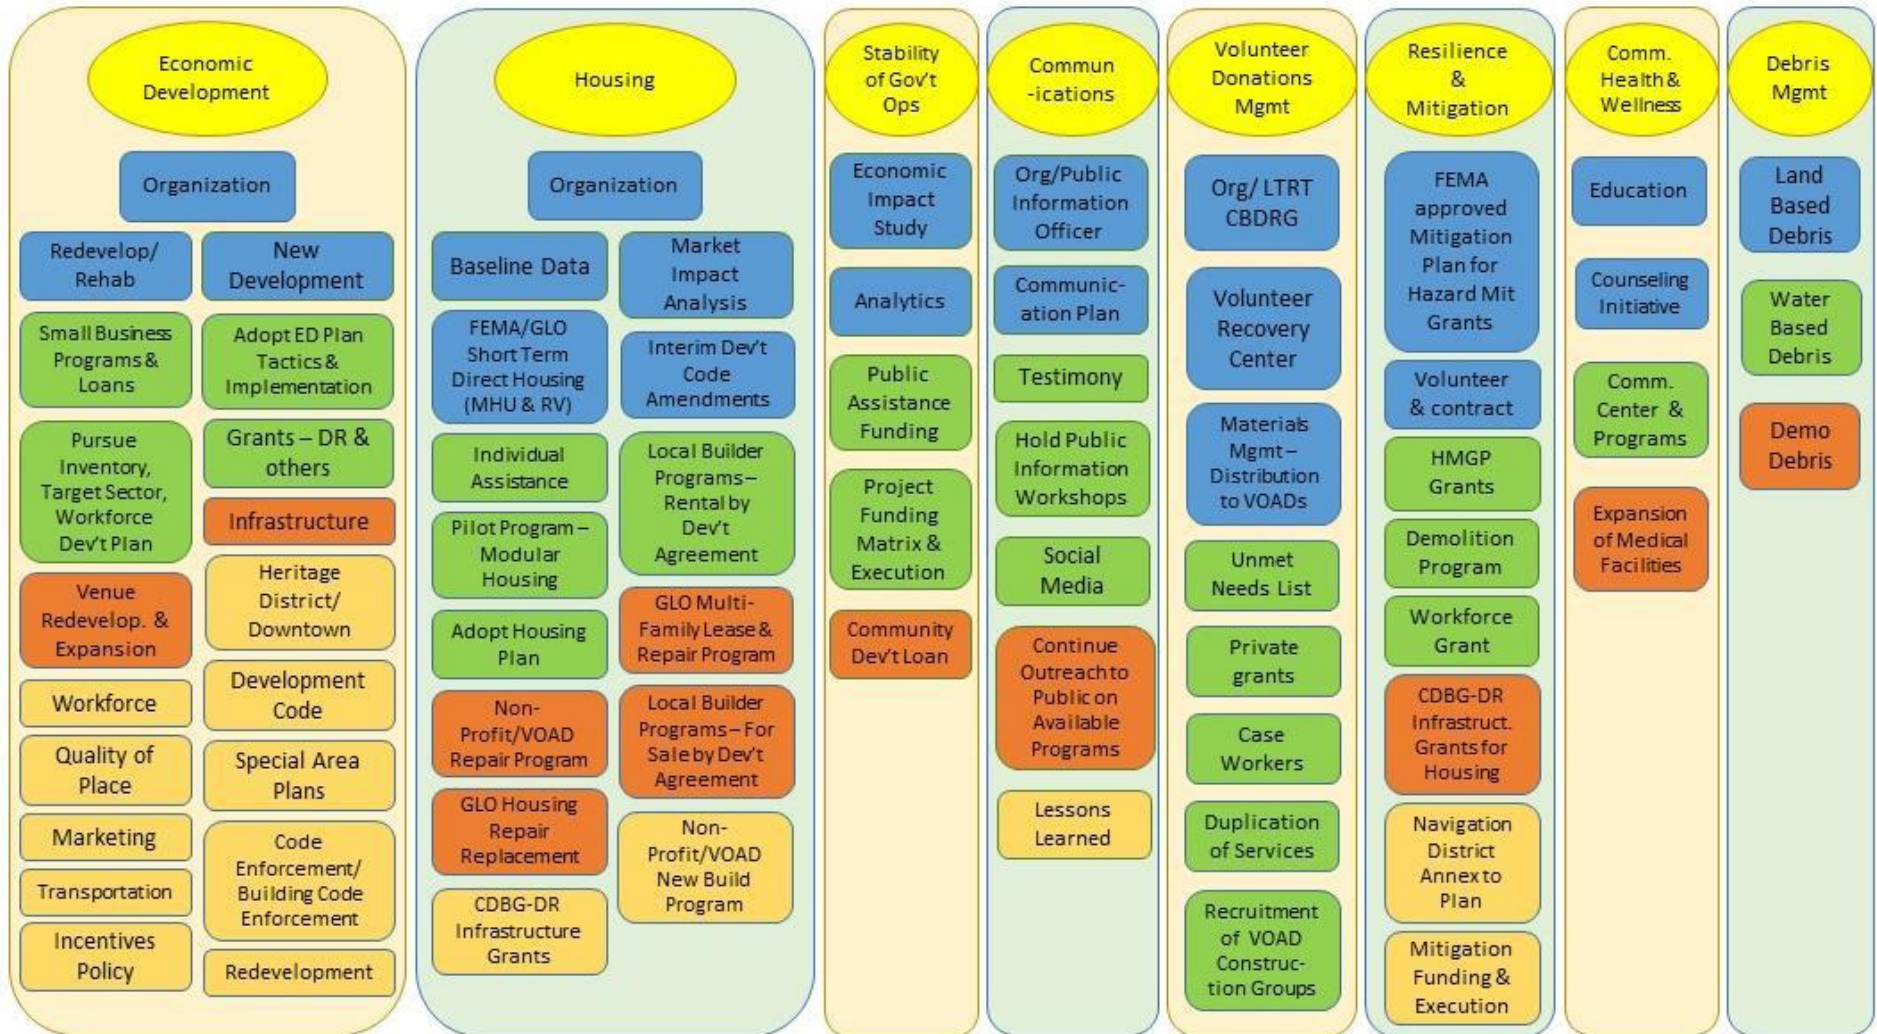 Economic
Development
Organization
Redevelop/
Rehab
Small Business
Programs &
Loans
Pursue
Inventory,
Target Sector,
Workforce
Dev't Plan
Venue
Redevelop. &
Expansion
Workforce
Quality of
Place
Marketing
Transportation
Incentives
Policy
New
Development
Adopt ED Plan
Tactics &
Implementation
Grants – DR &
others
Infrastructure
Heritage
District/
Downtown
Development
Code
Special Area
Plans
Code
Enforcement/
Building Code
Enforcement
Redevelopment
Housing
Organization
Baseline Data
FEMA/GLO
Short Term
Direct Housing
(MHU & RV)
Individual
Assistance
Pilot Program –
Modular
Housing
Adopt Housing
Plan
Non-
Profit/VOAD
Repair Program
GLO Housing
Repair
Replacement
CDBG-DR
Infrastructure
Grants
Market
Impact
Analysis
Interim Dev't
Code
Amendments
Local Builder
Programs –
Rental by
Dev't
Agreement
GLO Multi-
Family Lease &
Repair Program
Local Builder
Programs – For
Sale by Dev't
Agreement
Non-
Profit/VOAD
New Build
Program
Stability
of Gov't
Ops
Economic
Impact
Study
Analytics
Public
Assistance
Funding
Project
Funding
Matrix &
Execution
Community
Dev't Loan
Commun
-ications
Org/Public
Information
Officer
Communic-
ation Plan
Testimony
Hold Public
Information
Workshops
Social
Media
Continue
Outreach to
Public on
Available
Programs
Lessons
Learned
Volunteer
Donations
Mgmt
Org/ LTRT
CBDRG
Volunteer
Recovery
Center
Materials
Mgmt –
Distribution
to VOADs
Unmet
Needs List
Private
grants
Case
Workers
Duplication
of Services
Recruitment
of VOAD
Construc-
tion Groups
Resilience
&
Mitigation
FEMA
approved
Mitigation
Plan for
Hazard Mit
Grants
Volunteer
& contract
HMGP
Grants
Demolition
Program
Workforce
Grant
CDBG-DR
Infrastruct.
Grants for
Housing
Navigation
District
Annex to
Plan
Mitigation
Funding &
Execution
Comm.
Health &
Wellness
Education
Counseling
Initiative
Comm.
Center &
Programs
Expansion
of Medical
Facilities
Debris
Mgmt
Land
Based
Debris
Water
Based
Debris
Demo
Debris